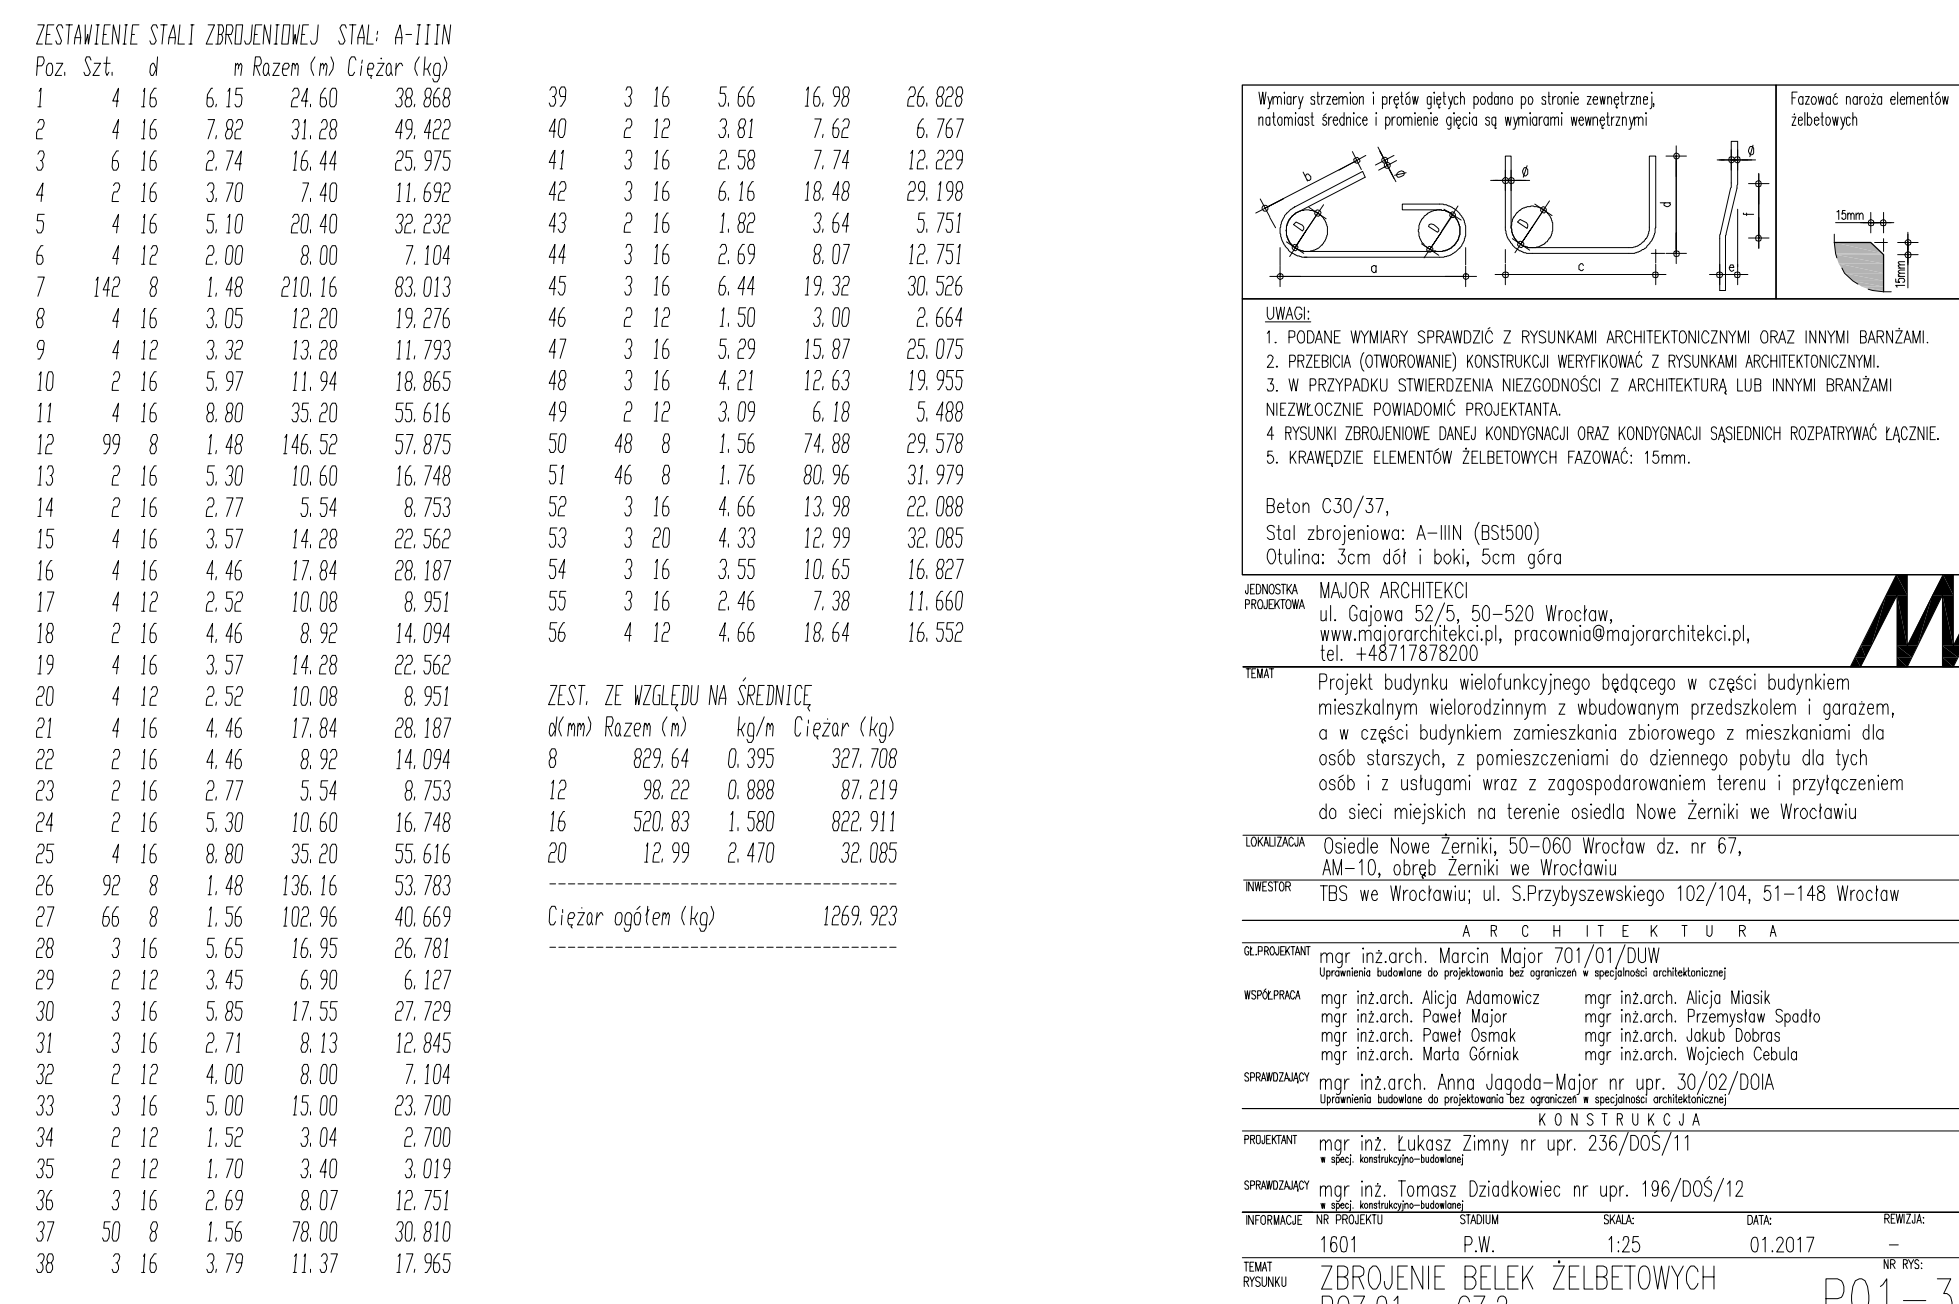 ZESTAWIENIE STALI ZBROJENIOWEJ STAL: A-IIIN
Poz. Szt. d m Razem (m) Ciężar (kg)
1 4 16 6.15 24.60 38.868
2 4 16 7.82 31.28 49.422
3 6 16 2.74 16.44 25.975
4 2 16 3.70 7.40 11.692
5 4 16 5.10 20.40 32.232
6 4 12 2.00 8.00 7.104
7 142 8 1.48 210.16 83.013
8 4 16 3.05 12.20 19.276
9 4 12 3.32 13.28 11.793
10 2 16 5.97 11.94 18.865
11 4 16 8.80 35.20 55.616
12 99 8 1.48 146.52 57.875
13 2 16 5.30 10.60 16.748
14 2 16 2.77 5.54 8.753
15 4 16 3.57 14.28 22.562
16 4 16 4.46 17.84 28.187
17 4 12 2.52 10.08 8.951
18 2 16 4.46 8.92 14.094
19 4 16 3.57 14.28 22.562
20 4 12 2.52 10.08 8.951
21 4 16 4.46 17.84 28.187
22 2 16 4.46 8.92 14.094
23 2 16 2.77 5.54 8.753
24 2 16 5.30 10.60 16.748
25 4 16 8.80 35.20 55.616
26 92 8 1.48 136.16 53.783
27 66 8 1.56 102.96 40.669
28 3 16 5.65 16.95 26.781
29 2 12 3.45 6.90 6.127
30 3 16 5.85 17.55 27.729
31 3 16 2.71 8.13 12.845
32 2 12 4.00 8.00 7.104
33 3 16 5.00 15.00 23.700
34 2 12 1.52 3.04 2.700
35 2 12 1.70 3.40 3.019
36 3 16 2.69 8.07 12.751
37 50 8 1.56 78.00 30.810
38 3 16 3.79 11.37 17.965
39 3 16 5.66 16.98 26.828
40 2 12 3.81 7.62 6.767
41 3 16 2.58 7.74 12.229
42 3 16 6.16 18.48 29.198
43 2 16 1.82 3.64 5.751
44 3 16 2.69 8.07 12.751
45 3 16 6.44 19.32 30.526
46 2 12 1.50 3.00 2.664
47 3 16 5.29 15.87 25.075
48 3 16 4.21 12.63 19.955
49 2 12 3.09 6.18 5.488
50 48 8 1.56 74.88 29.578
51 46 8 1.76 80.96 31.979
52 3 16 4.66 13.98 22.088
53 3 20 4.33 12.99 32.085
54 3 16 3.55 10.65 16.827
55 3 16 2.46 7.38 11.660
56 4 12 4.66 18.64 16.552
ZEST. ZE WZGLĘDU NA ŚREDNICĘ
d(mm) Razem (m) kg/m Ciężar (kg)
8 829.64 0.395 327.708
12 98.22 0.888 87.219
16 520.83 1.580 822.911
20 12.99 2.470 32.085
-------------------------------------
Ciężar ogółem (kg) 1269.923
-------------------------------------
Wymiary strzemion i prętów giętych podano po stronie zewnętrznej,
natomiast średnice i promienie gięcia są wymiarami wewnętrznymi
b ø D D a
ø D c d
ø f e
Fazować naroża elementów
żelbetowych
15mm
15mm
UWAGI:
1. PODANE WYMIARY SPRAWDZIĆ Z RYSUNKAMI ARCHITEKTONICZNYMI ORAZ INNYMI BARNŻAMI.
2. PRZEBICIA (OTWOROWANIE) KONSTRUKCJI WERYFIKOWAĆ Z RYSUNKAMI ARCHITEKTONICZNYMI.
3. W PRZYPADKU STWIERDZENIA NIEZGODNOŚCI Z ARCHITEKTURĄ LUB INNYMI BRANŻAMI
NIEZWŁOCZNIE POWIADOMIĆ PROJEKTANTA.
4 RYSUNKI ZBROJENIOWE DANEJ KONDYGNACJI ORAZ KONDYGNACJI SĄSIEDNICH ROZPATRYWAĆ ŁĄCZNIE.
5. KRAWĘDZIE ELEMENTÓW ŻELBETOWYCH FAZOWAĆ: 15mm.
Beton C30/37,
Stal zbrojeniowa: A-IIIN (BSt500)
Otulina: 3cm dół i boki, 5cm góra
JEDNOSTKA PROJEKTOWA
MAJOR ARCHITEKCI
ul. Gajowa 52/5, 50-520 Wrocław,
www.majorarchitekci.pl, pracownia@majorarchitekci.pl,
tel. +48717878200
M
TEMAT
Projekt budynku wielofunkcyjnego będącego w części budynkiem
mieszkalnym wielorodzinnym z wbudowanym przedszkolem i garażem,
a w części budynkiem zamieszkania zbiorowego z mieszkaniami dla
osób starszych, z pomieszczeniami do dziennego pobytu dla tych
osób i z usługami wraz z zagospodarowaniem terenu i przyłączeniem
do sieci miejskich na terenie osiedla Nowe Żerniki we Wrocławiu
LOKALIZACJA Osiedle Nowe Żerniki, 50-060 Wrocław dz. nr 67,
AM-10, obręb Żerniki we Wrocławiu
INWESTOR TBS we Wrocławiu; ul. S.Przybyszewskiego 102/104, 51-148 Wrocław
A R C H I T E K T U R A
GŁ.PROJEKTANT mgr inż.arch. Marcin Major 701/01/DUW
Uprawnienia budowlane do projektowania bez ograniczeń w specjalności architektonicznej
WSPÓŁPRACA mgr inż.arch. Alicja Adamowicz mgr inż.arch. Alicja Miasik
mgr inż.arch. Paweł Major mgr inż.arch. Przemysław Spadło
mgr inż.arch. Paweł Osmak mgr inż.arch. Jakub Dobras
mgr inż.arch. Marta Górniak mgr inż.arch. Wojciech Cebula
SPRAWDZAJĄCY mgr inż.arch. Anna Jagoda-Major nr upr. 30/02/DOIA
Uprawnienia budowlane do projektowania bez ograniczeń w specjalności architektonicznej
K O N S T R U K C J A
PROJEKTANT mgr inż. Łukasz Zimny nr upr. 236/DOŚ/11
w specj. konstrukcyjno-budowlanej
SPRAWDZAJĄCY mgr inż. Tomasz Dziadkowiec nr upr. 196/DOŚ/12
w specj. konstrukcyjno-budowlanej
INFORMACJE NR PROJEKTU STADIUM SKALA: DATA: REWIZJA:
1601 P.W. 1:25 01.2017 -
TEMAT RYSUNKU
ZBROJENIE BELEK ŻELBETOWYCH
NR RYS: